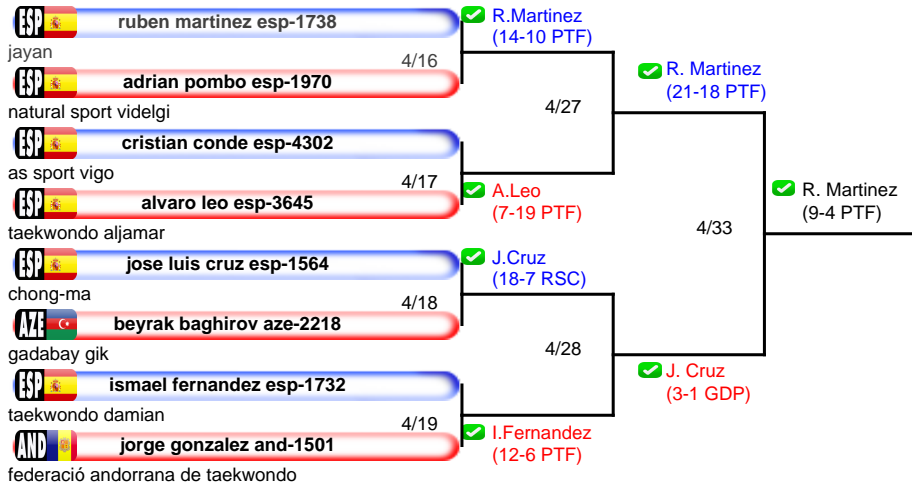 ESP ruben martinez esp-1738
jayan
4/16
ESP adrian pombo esp-1970
natural sport videlgi
ESP cristian conde esp-4302
as sport vigo
4/17
ESP alvaro leo esp-3645
taekwondo aljamar
ESP jose luis cruz esp-1564
chong-ma
4/18
AZE beyrak baghirov aze-2218
gadabay gik
ESP ismael fernandez esp-1732
taekwondo damian
4/19
AND jorge gonzalez and-1501
federació andorrana de taekwondo
R.Martinez
(14-10 PTF)
4/27
A.Leo
(7-19 PTF)
J.Cruz
(18-7 RSC)
4/28
I.Fernandez
(12-6 PTF)
R. Martinez
(21-18 PTF)
4/33
J. Cruz
(3-1 GDP)
R. Martinez
(9-4 PTF)